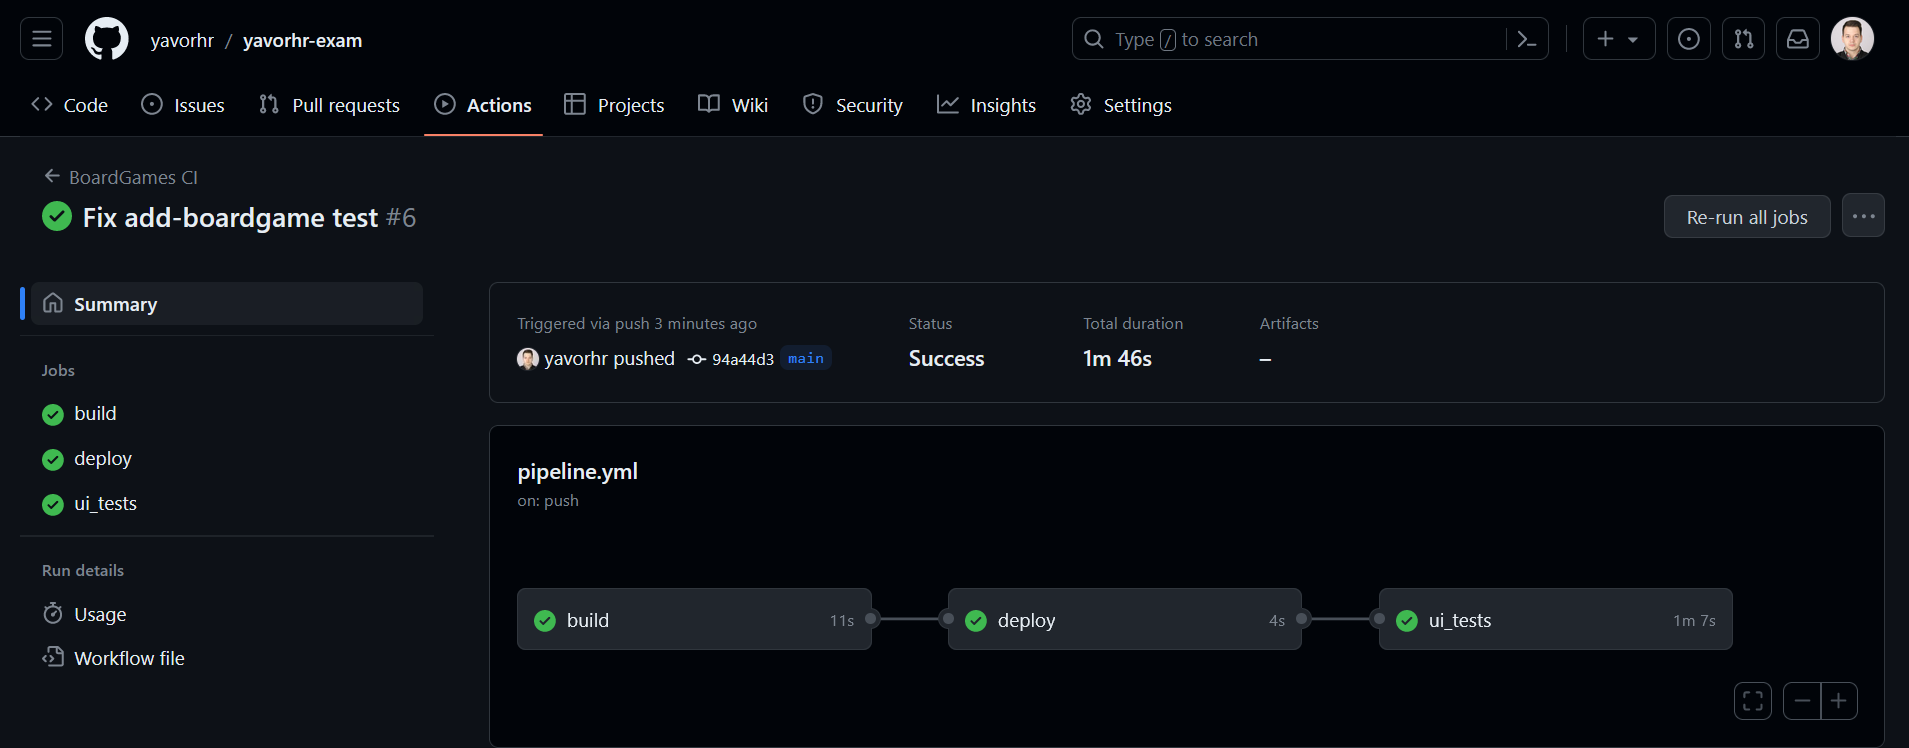 yavorhr / yavorhr-exam
Type / to search
Code Issues Pull requests Actions Projects Wiki Security Insights Settings
BoardGames CI
Fix add-boardgame test #6
Re-run all jobs
Summary
Jobs
build
deploy
ui_tests
Run details
Usage
Workflow file
Triggered via push 3 minutes ago
yavorhr pushed 94a44d3 main
Status
Success
Total duration
1m 46s
Artifacts
–
pipeline.yml
on: push
build 11s
deploy 4s
ui_tests 1m 7s